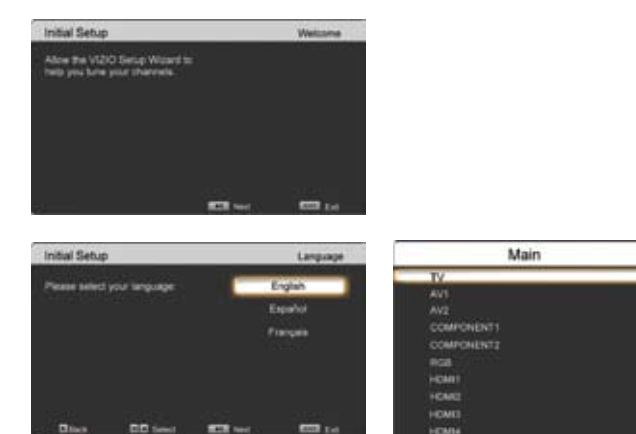 Initial Setup Welcome
Allow the VIZIO Setup Wizard to
help you tune your channels.
Next Exit
Initial Setup Language
Please select your language:
English
Español
Français
Back Select Next Exit
Main
TV
AV1
AV2
COMPONENT1
COMPONENT2
RGB
HDMI1
HDMI2
HDMI3
HDMI4